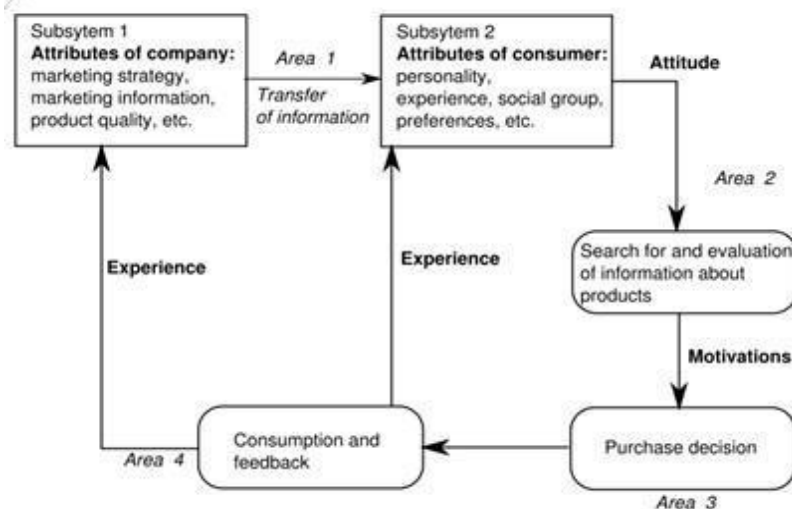 Subsytem 1
Attributes of company:
marketing strategy,
marketing information,
product quality, etc.
Area 1
Transfer
of information
Subsytem 2
Attributes of consumer:
personality,
experience, social group,
preferences, etc.
Attitude
Area 2
Search for and evaluation
of information about
products
Experience
Experience
Motivations
Consumption and
feedback
Purchase decision
Area 4
Area 3